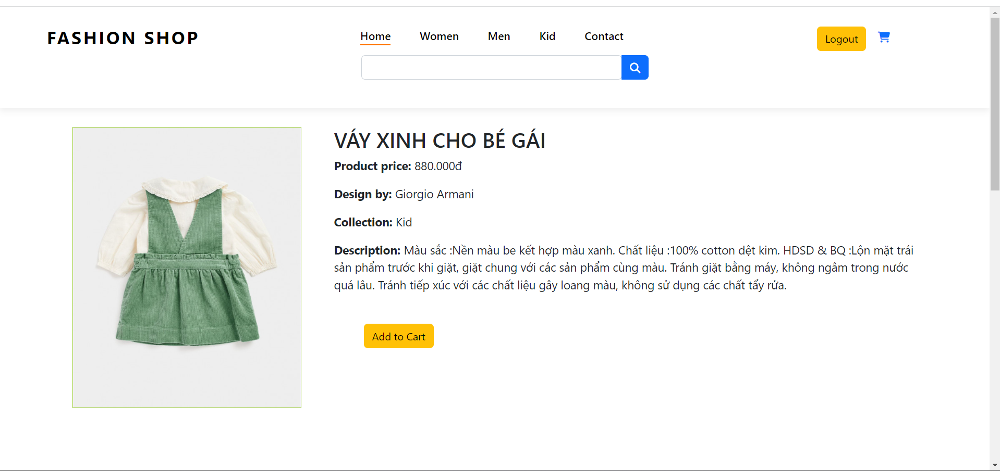 FASHION SHOP
Home Women Men Kid Contact
Logout
VÁY XINH CHO BÉ GÁI
Product price: 880.000đ
Design by: Giorgio Armani
Collection: Kid
Description: Màu sắc :Nền màu be kết hợp màu xanh. Chất liệu :100% cotton dệt kim. HDSD & BQ :Lộn mặt trái
sản phẩm trước khi giặt, giặt chung với các sản phẩm cùng màu. Tránh giặt bằng máy, không ngâm trong nước
quá lâu. Tránh tiếp xúc với các chất liệu gây loang màu, không sử dụng các chất tẩy rửa.
Add to Cart